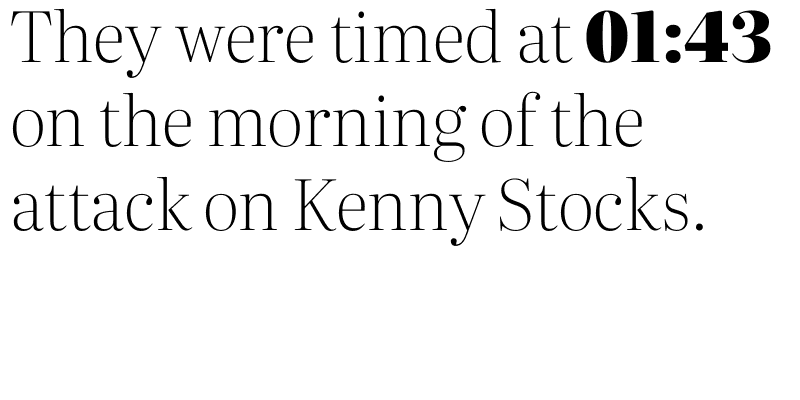 They were timed at 01:43
on the morning of the
attack on Kenny Stocks.